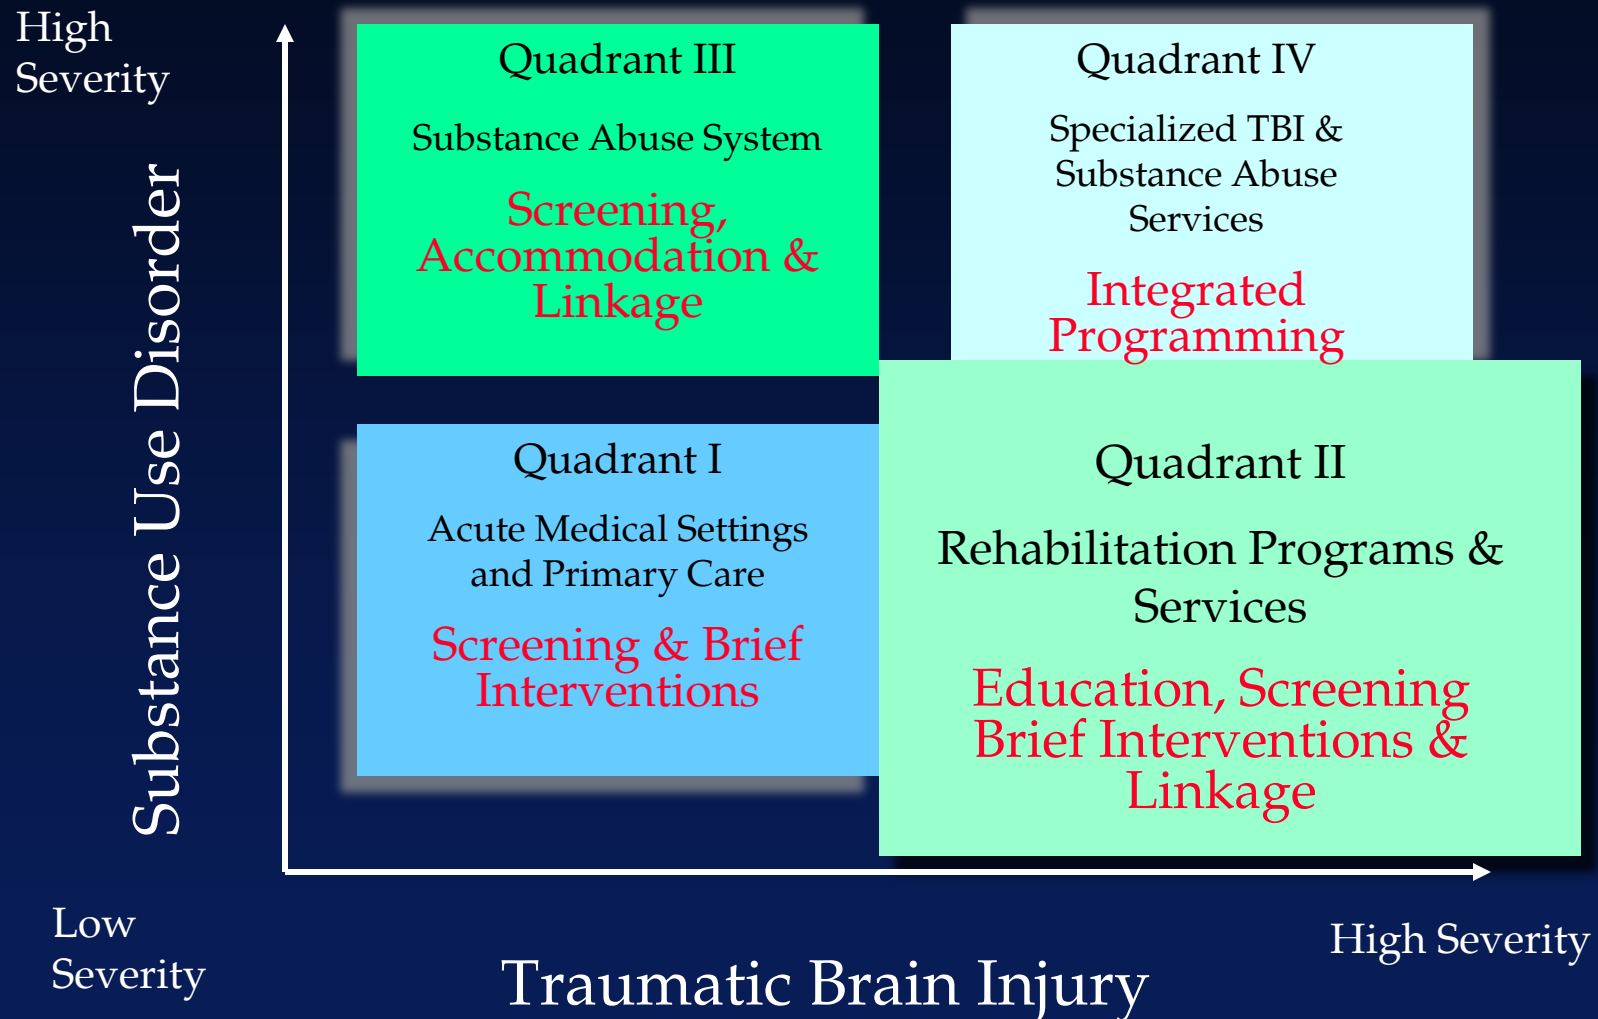 High
Severity
Substance Use Disorder
Quadrant III
Substance Abuse System
Screening,
Accommodation &
Linkage
Quadrant IV
Specialized TBI &
Substance Abuse
Services
Integrated
Programming
Quadrant I
Acute Medical Settings
and Primary Care
Screening & Brief
Interventions
Quadrant II
Rehabilitation Programs &
Services
Education, Screening
Brief Interventions &
Linkage
Low
Severity
Traumatic Brain Injury
High Severity